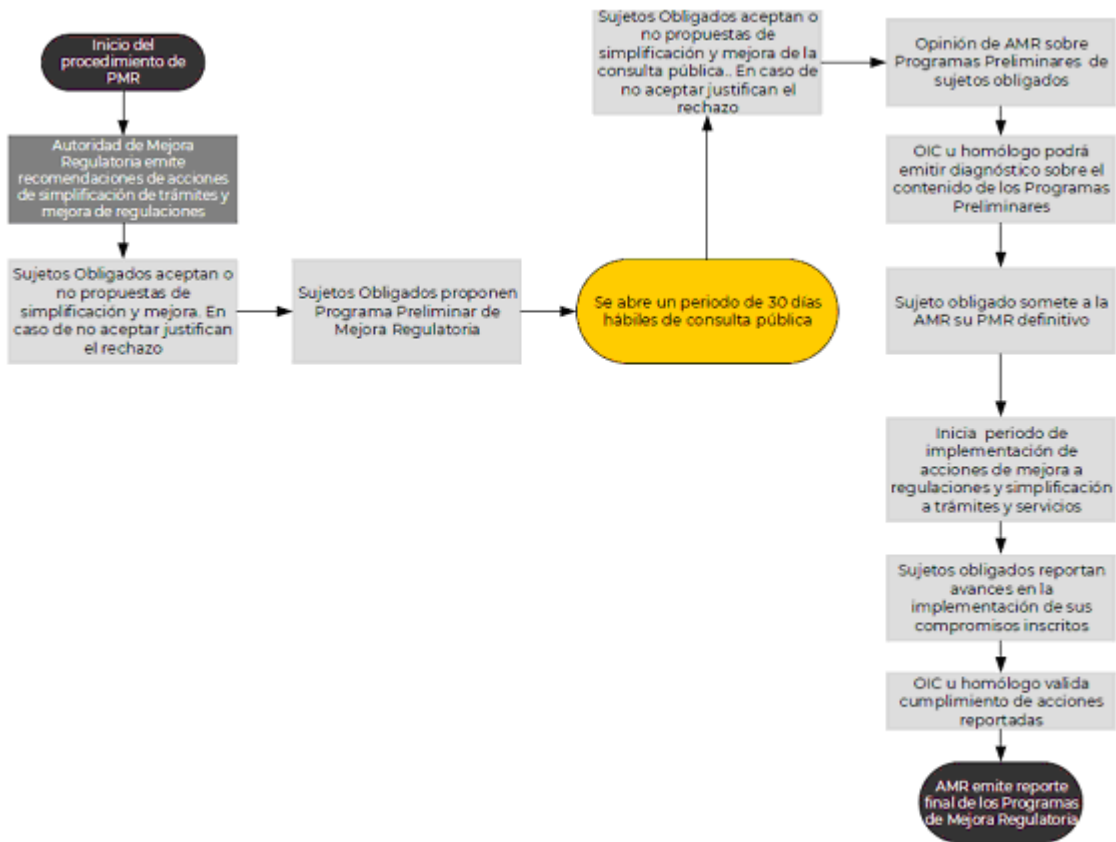 Inicio del
procedimiento de
PMR
Autoridad de Mejora
Regulatoria emite
recomendaciones de acciones
de simplificación de trámites y
mejora de regulaciones
Sujetos Obligados aceptan o
no propuestas de
simplificación y mejora. En
caso de no aceptar justifican
el rechazo
Sujetos Obligados proponen
Programa Preliminar de
Mejora Regulatoria
Se abre un periodo de 30 días
hábiles de consulta pública
Sujetos Obligados aceptan o
no propuestas de
simplificación y mejora de la
consulta pública.. En caso de
no aceptar justifican el
rechazo
Opinión de AMR sobre
Programas Preliminares de
sujetos obligados
OIC u homólogo podrá
emitir diagnóstico sobre el
contenido de los Programas
Preliminares
Sujeto obligado somete a la
AMR su PMR definitivo
Inicia periodo de
implementación de
acciones de mejora a
regulaciones y simplificación
a trámites y servicios
Sujetos obligados reportan
avances en la
implementación de sus
compromisos inscritos
OIC u homólogo valida
cumplimiento de acciones
reportadas
AMR emite reporte
final de los Programas
de Mejora Regulatoria